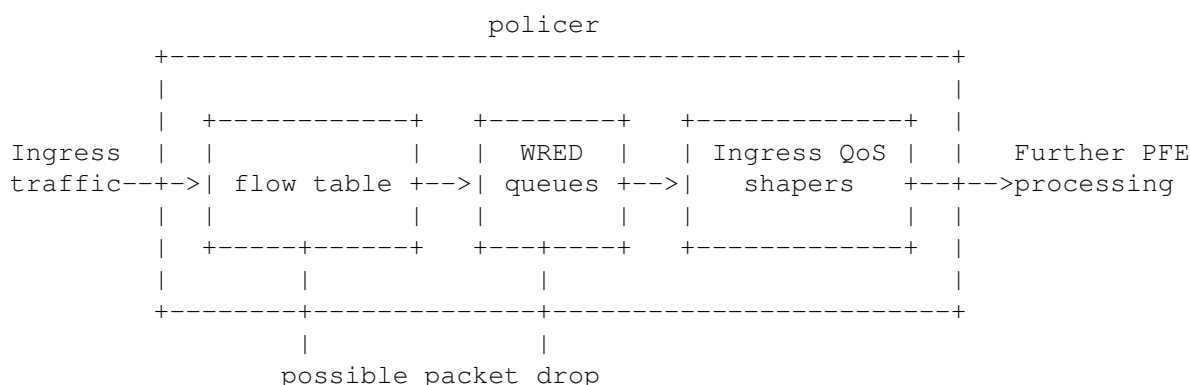 policer
WRED
Ingress QoS
Ingress
Further PFE
traffic
flow table
queues
shapers
processing
possible packet drop